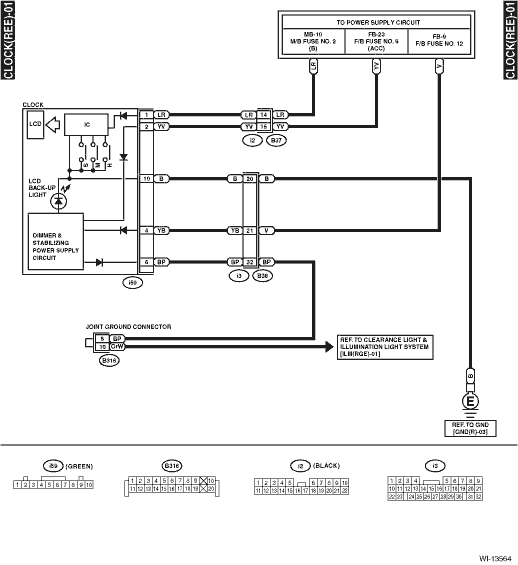 CLOCK(REE)-01
CLOCK(REE)-01
TO POWER SUPPLY CIRCUIT
MB-10
M/B FUSE NO. 2
(B)
FB-23
F/B FUSE NO. 5
(ACC)
FB-9
F/B FUSE NO. 12
LR
YV
V
CLOCK
LCD
IC
S
M
H
1 LR LR 14 LR
2 YV YV 15 YV
i2 B37
LCD
BACK-UP
LIGHT
10 B B 20 B
DIMMER &
STABILIZING
POWER SUPPLY
CIRCUIT
4 YB YB 21 V
6 BP BP 22 BP
i59
i3 B38
JOINT GROUND CONNECTOR
5 BP
10 OrW
B316
REF. TO CLEARANCE LIGHT &
ILLUMINATION LIGHT SYSTEM
[ILM(RGE)-01]
B
E
REF. TO GND
[GND(R)-03]
i59 (GREEN)
B316
i2 (BLACK)
i3
1 2 3 4 5 6 7 8 9 10
1 2 3 4 5 6 7 8 9 10
11 12 13 14 15 16 17 18 19 20
1 2 3 4 5 6 7 8 9 10
11 12 13 14 15 16 17 18 19 20 21 22
1 2 3 4 5 6 7 8 9
10 11 12 13 14 15 16 17 18 19 20 21
22 23 24 25 26 27 28 29 30 31 32
WI-13564